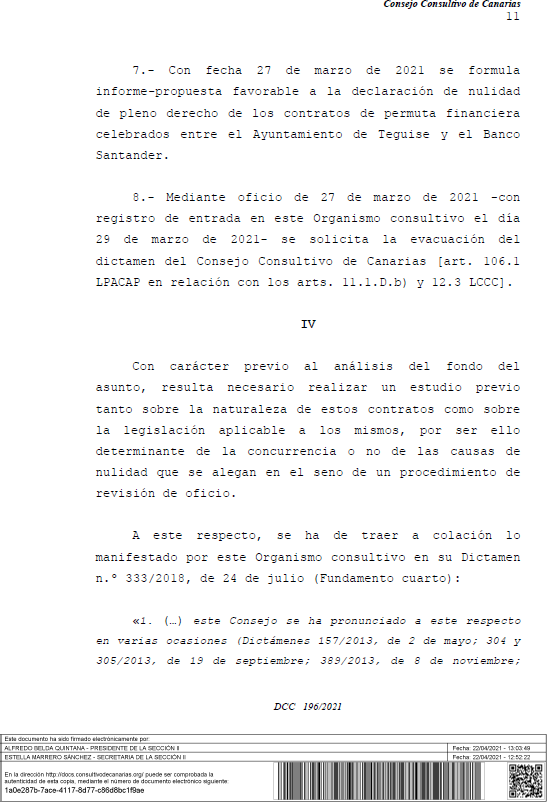 Consejo Consultivo de Canarias
11
7.- Con fecha 27 de marzo de 2021 se formula
informe-propuesta favorable a la declaración de nulidad
de pleno derecho de los contratos de permuta financiera
celebrados entre el Ayuntamiento de Teguise y el Banco
Santander.
8.- Mediante oficio de 27 de marzo de 2021 -con
registro de entrada en este Organismo consultivo el día
29 de marzo de 2021- se solicita la evacuación del
dictamen del Consejo Consultivo de Canarias [art. 106.1
LPACAP en relación con los arts. 11.1.D.b) y 12.3 LCCC].
IV
Con carácter previo al análisis del fondo del
asunto, resulta necesario realizar un estudio previo
tanto sobre la naturaleza de estos contratos como sobre
la legislación aplicable a los mismos, por ser ello
determinante de la concurrencia o no de las causas de
nulidad que se alegan en el seno de un procedimiento de
revisión de oficio.
A este respecto, se ha de traer a colación lo
manifestado por este Organismo consultivo en su Dictamen
n.º 333/2018, de 24 de julio (Fundamento cuarto):
«1. (…) este Consejo se ha pronunciado a este respecto
en varias ocasiones (Dictámenes 157/2013, de 2 de mayo; 304 y
305/2013, de 19 de septiembre; 389/2013, de 8 de noviembre;
DCC 196/2021
Este documento ha sido firmado electrónicamente por:
ALFREDO BELDA QUINTANA - PRESIDENTE DE LA SECCIÓN II
Fecha: 22/04/2021 - 13:03:49
ESTELLA MARRERO SÁNCHEZ - SECRETARIA DE LA SECCIÓN II
Fecha: 22/04/2021 - 12:52:22
En la dirección http://docs.consultivodecanarias.org/ puede ser comprobada la
autenticidad de esta copia, mediante el número de documento electrónico siguiente:
1a0e287b-7ace-4117-8d77-c86d8bc1f9ae